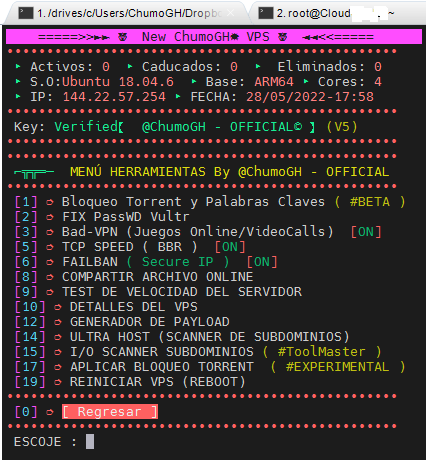 1. /drives/c/Users/ChumoGH/Dropbo
2. root@Cloud . ~
=====>>►► 🐲 New ChumoGH💥VPS 🐲 ◄◄<<=====
‣ Activos: 0 ‣ Caducados: 0 ‣ Eliminados: 0
‣ S.O:Ubuntu 18.04.6 ‣ Base: ARM64 ‣ Cores: 4
‣ IP: 144.22.57.254 ‣ FECHA: 28/05/2022-17:58
Key: Verified【 @ChumoGH - OFFICIAL© 】 (V5)
⌐╦╦═─ MENÚ HERRAMIENTAS By @ChumoGH - OFFICIAL
[1] ➮ Bloqueo Torrent y Palabras Claves ( #BETA )
[2] ➮ FIX PassWD Vultr
[3] ➮ Bad-VPN (Juegos Online/VideoCalls) [ON]
[5] ➮ TCP SPEED ( BBR ) [ON]
[6] ➮ FAILBAN ( Secure IP ) [ON]
[8] ➮ COMPARTIR ARCHIVO ONLINE
[9] ➮ TEST DE VELOCIDAD DEL SERVIDOR
[10] ➮ DETALLES DEL VPS
[12] ➮ GENERADOR DE PAYLOAD
[14] ➮ ULTRA HOST (SCANNER DE SUBDOMINIOS)
[15] ➮ I/O SCANNER SUBDOMINIOS ( #ToolMaster )
[17] ➮ APLICAR BLOQUEO TORRENT ( #EXPERIMENTAL )
[19] ➮ REINICIAR VPS (REBOOT)
[0] ➮ [ Regresar ]
ESCOJE :